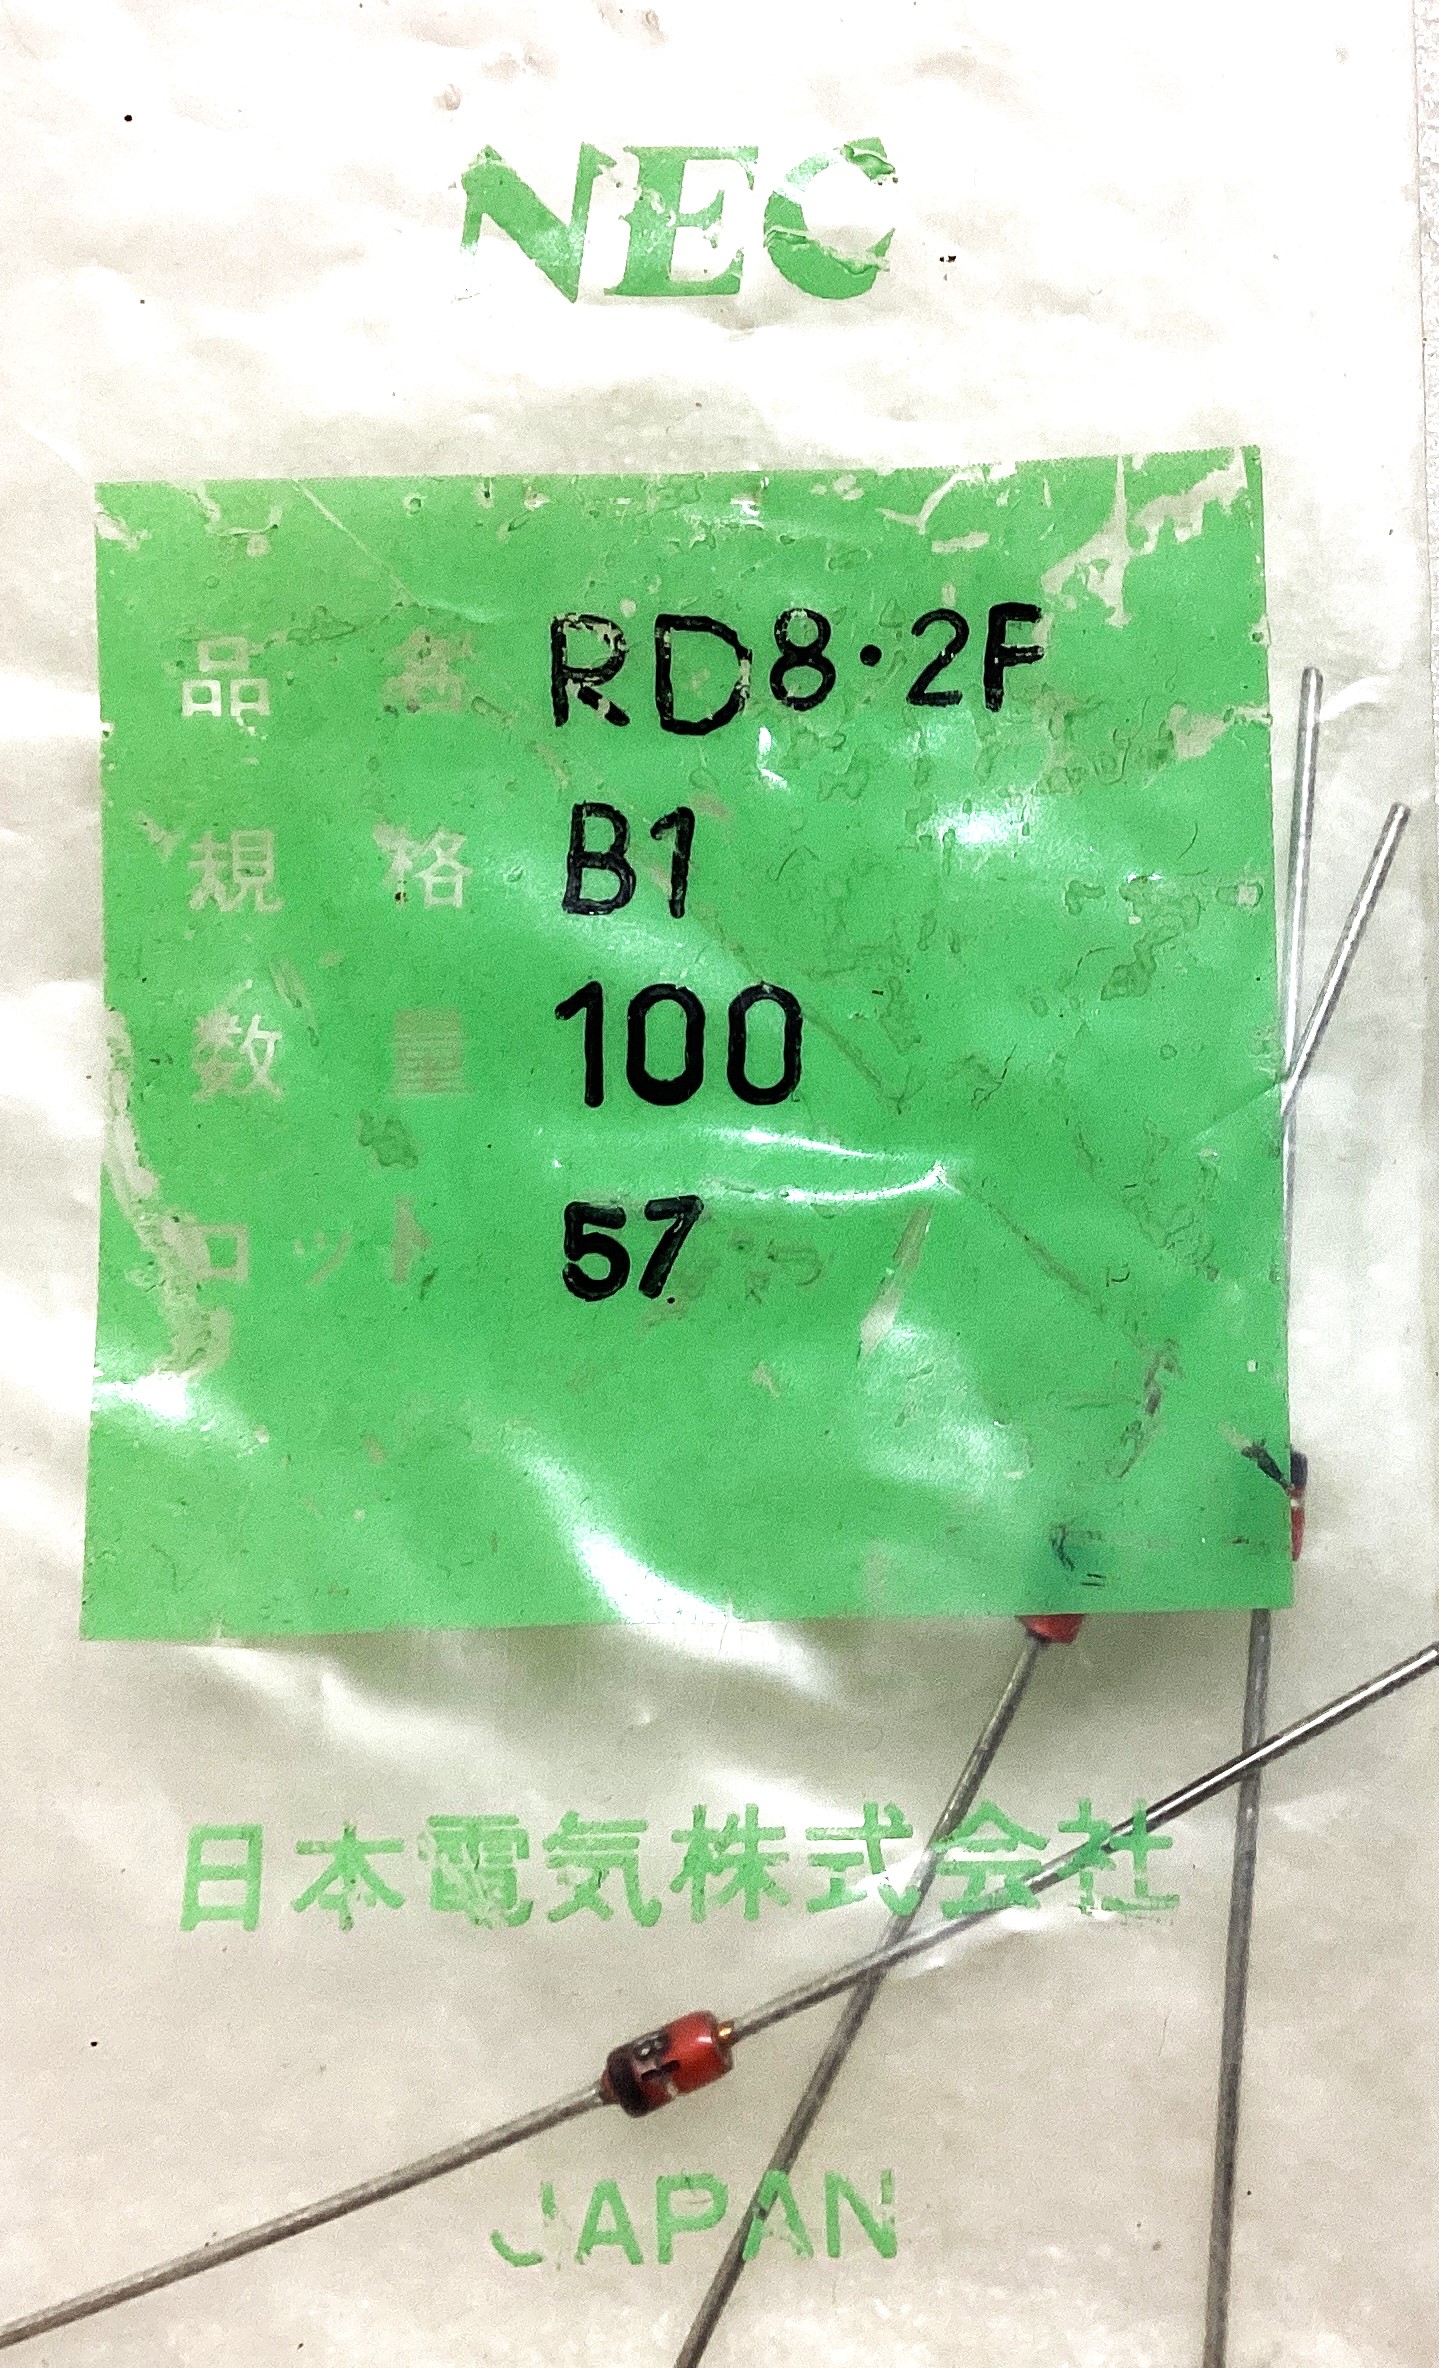 NEC
品 名 RD8・2F
規 格 B1
数 量 100
ロット 57
日本電気株式会社
JAPAN